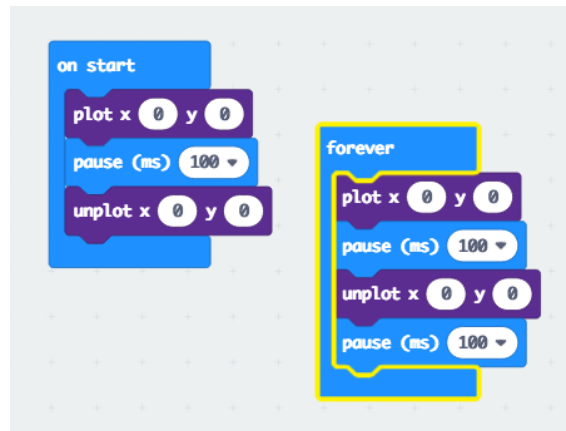 on start
plot x 0 y 0
pause (ms) 100
unplot x 0 y 0
forever
plot x 0 y 0
pause (ms) 100
unplot x 0 y 0
pause (ms) 100